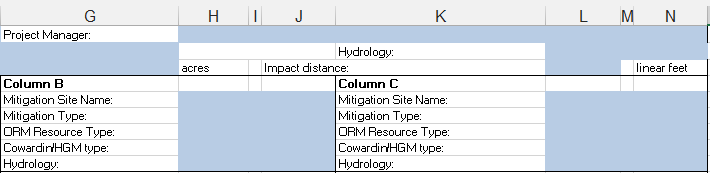 G H I J K L M N
Project Manager:
Hydrology:
acres Impact distance: linear feet
Column B Column C
Mitigation Site Name: Mitigation Site Name:
Mitigation Type: Mitigation Type:
ORM Resource Type: ORM Resource Type:
Cowardin/HGM type: Cowardin/HGM type:
Hydrology: Hydrology: